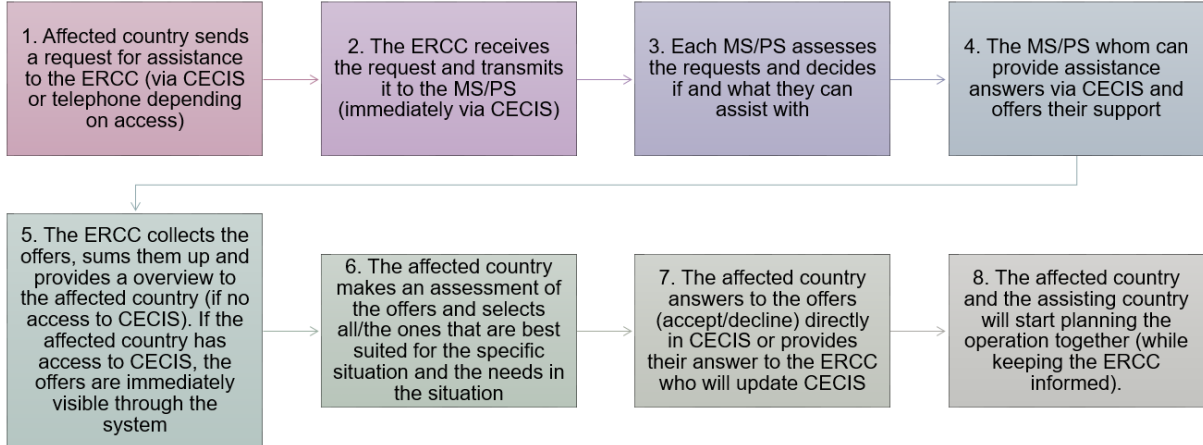 1. Affected country sends
a request for assistance
to the ERCC (via CECIS
or telephone depending
on access)
2. The ERCC receives
the request and transmits
it to the MS/PS
(immediately via CECIS)
3. Each MS/PS assesses
the requests and decides
if and what they can
assist with
4. The MS/PS whom can
provide assistance
answers via CECIS and
offers their support
5. The ERCC collects the
offers, sums them up and
provides a overview to
the affected country (if no
access to CECIS). If the
affected country has
access to CECIS, the
offers are immediately
visible through the
system
6. The affected country
makes an assessment of
the offers and selects
all/the ones that are best
suited for the specific
situation and the needs in
the situation
7. The affected country
answers to the offers
(accept/decline) directly
in CECIS or provides
their answer to the ERCC
who will update CECIS
8. The affected country
and the assisting country
will start planning the
operation together (while
keeping the ERCC
informed).